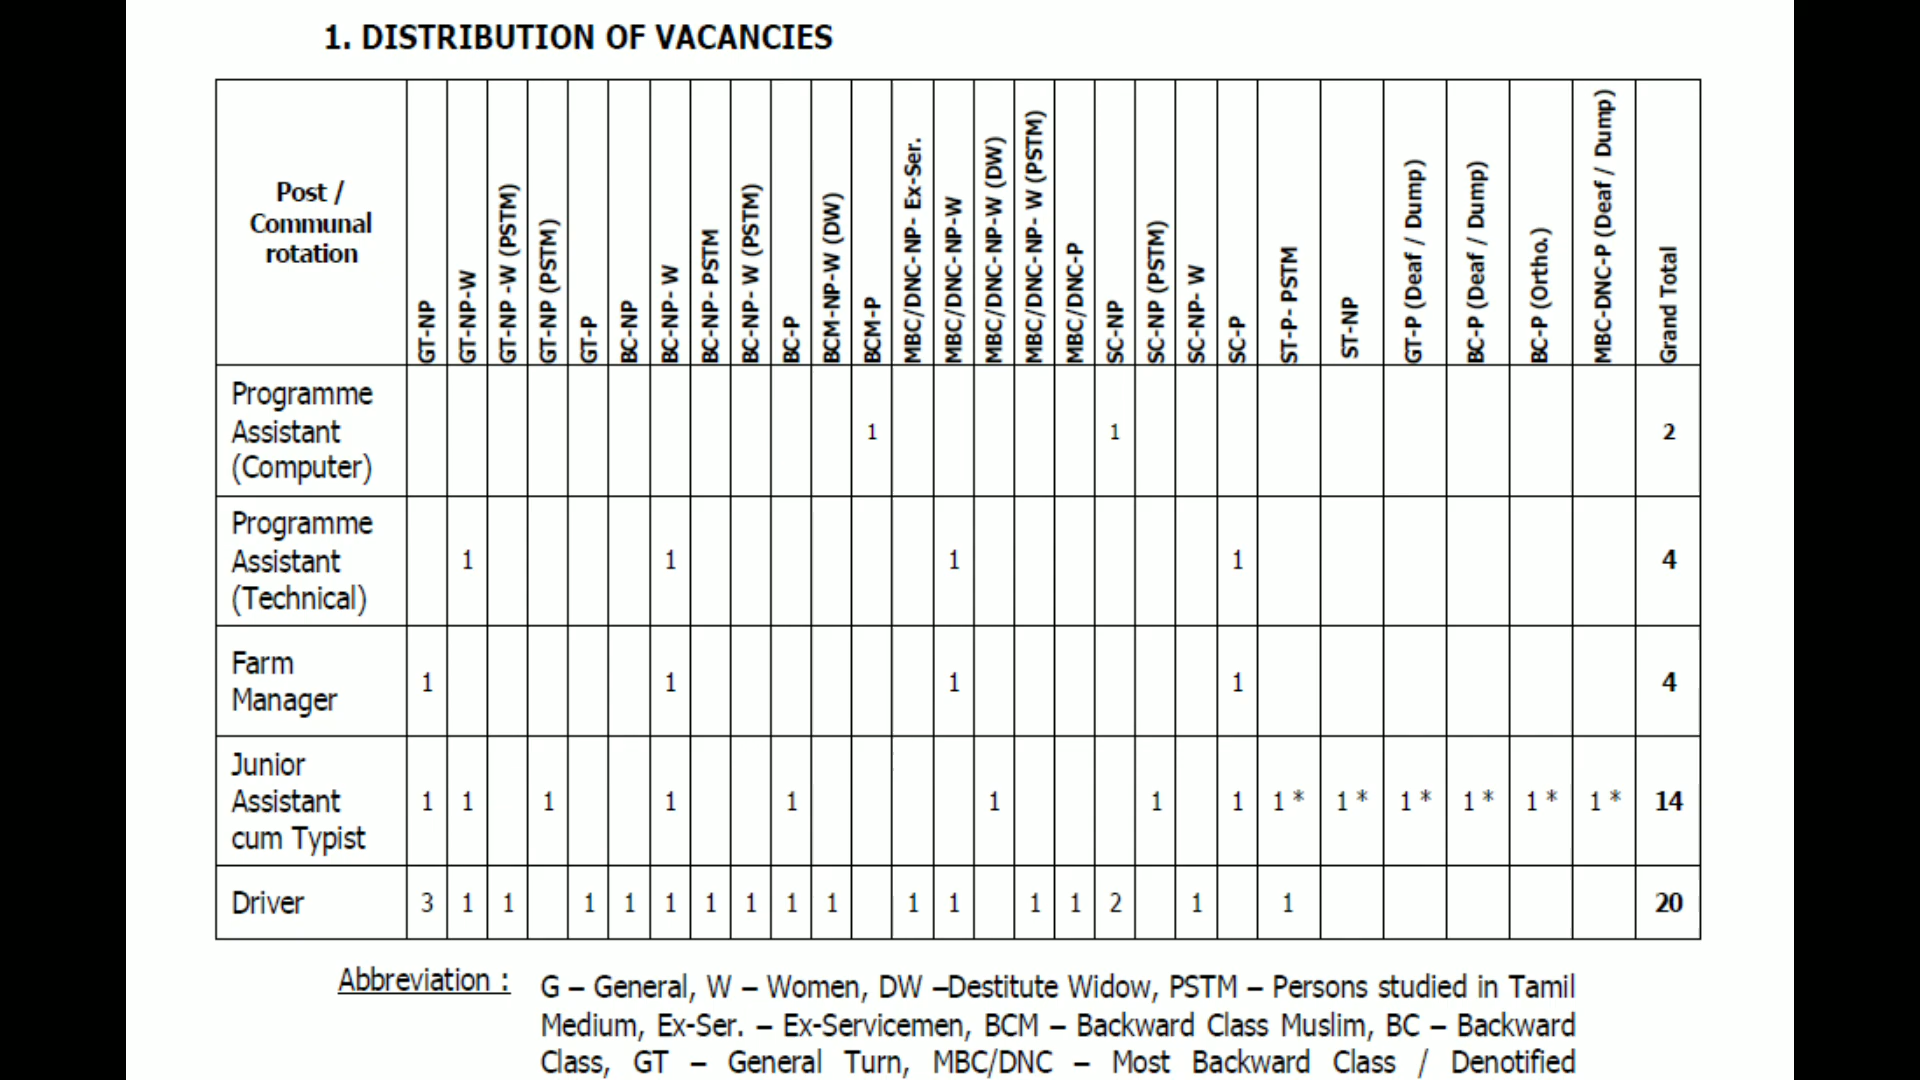 1. DISTRIBUTION OF VACANCIES
Post /
Communal
rotation
GT-NP
GT-NP-W
GT-NP -W (PSTM)
GT-NP (PSTM)
GT-P
BC-NP
BC-NP- W
BC-NP- PSTM
BC-NP- W (PSTM)
BC-P
BCM-NP-W (DW)
BCM-P
MBC/DNC-NP- Ex-Ser.
MBC/DNC-NP-W
MBC/DNC-NP-W (DW)
MBC/DNC-NP- W (PSTM)
MBC/DNC-P
SC-NP
SC-NP (PSTM)
SC-NP- W
SC-P
ST-P- PSTM
ST-NP
GT-P (Deaf / Dump)
BC-P (Deaf / Dump)
BC-P (Ortho.)
MBC-DNC-P (Deaf / Dump)
Grand Total
Programme
Assistant
(Computer)
1 1 2
Programme
Assistant
(Technical)
1 1 1 1 4
Farm
Manager
1 1 1 1 4
Junior
Assistant
cum Typist
1 1 1 1 1 1 1 1 1 * 1 * 1 * 1 * 1 * 1 * 14
Driver 3 1 1 1 1 1 1 1 1 1 1 1 1 1 2 1 1 20
Abbreviation :
G – General, W – Women, DW –Destitute Widow, PSTM – Persons studied in Tamil
Medium, Ex-Ser. – Ex-Servicemen, BCM – Backward Class Muslim, BC – Backward
Class, GT – General Turn, MBC/DNC – Most Backward Class / Denotified